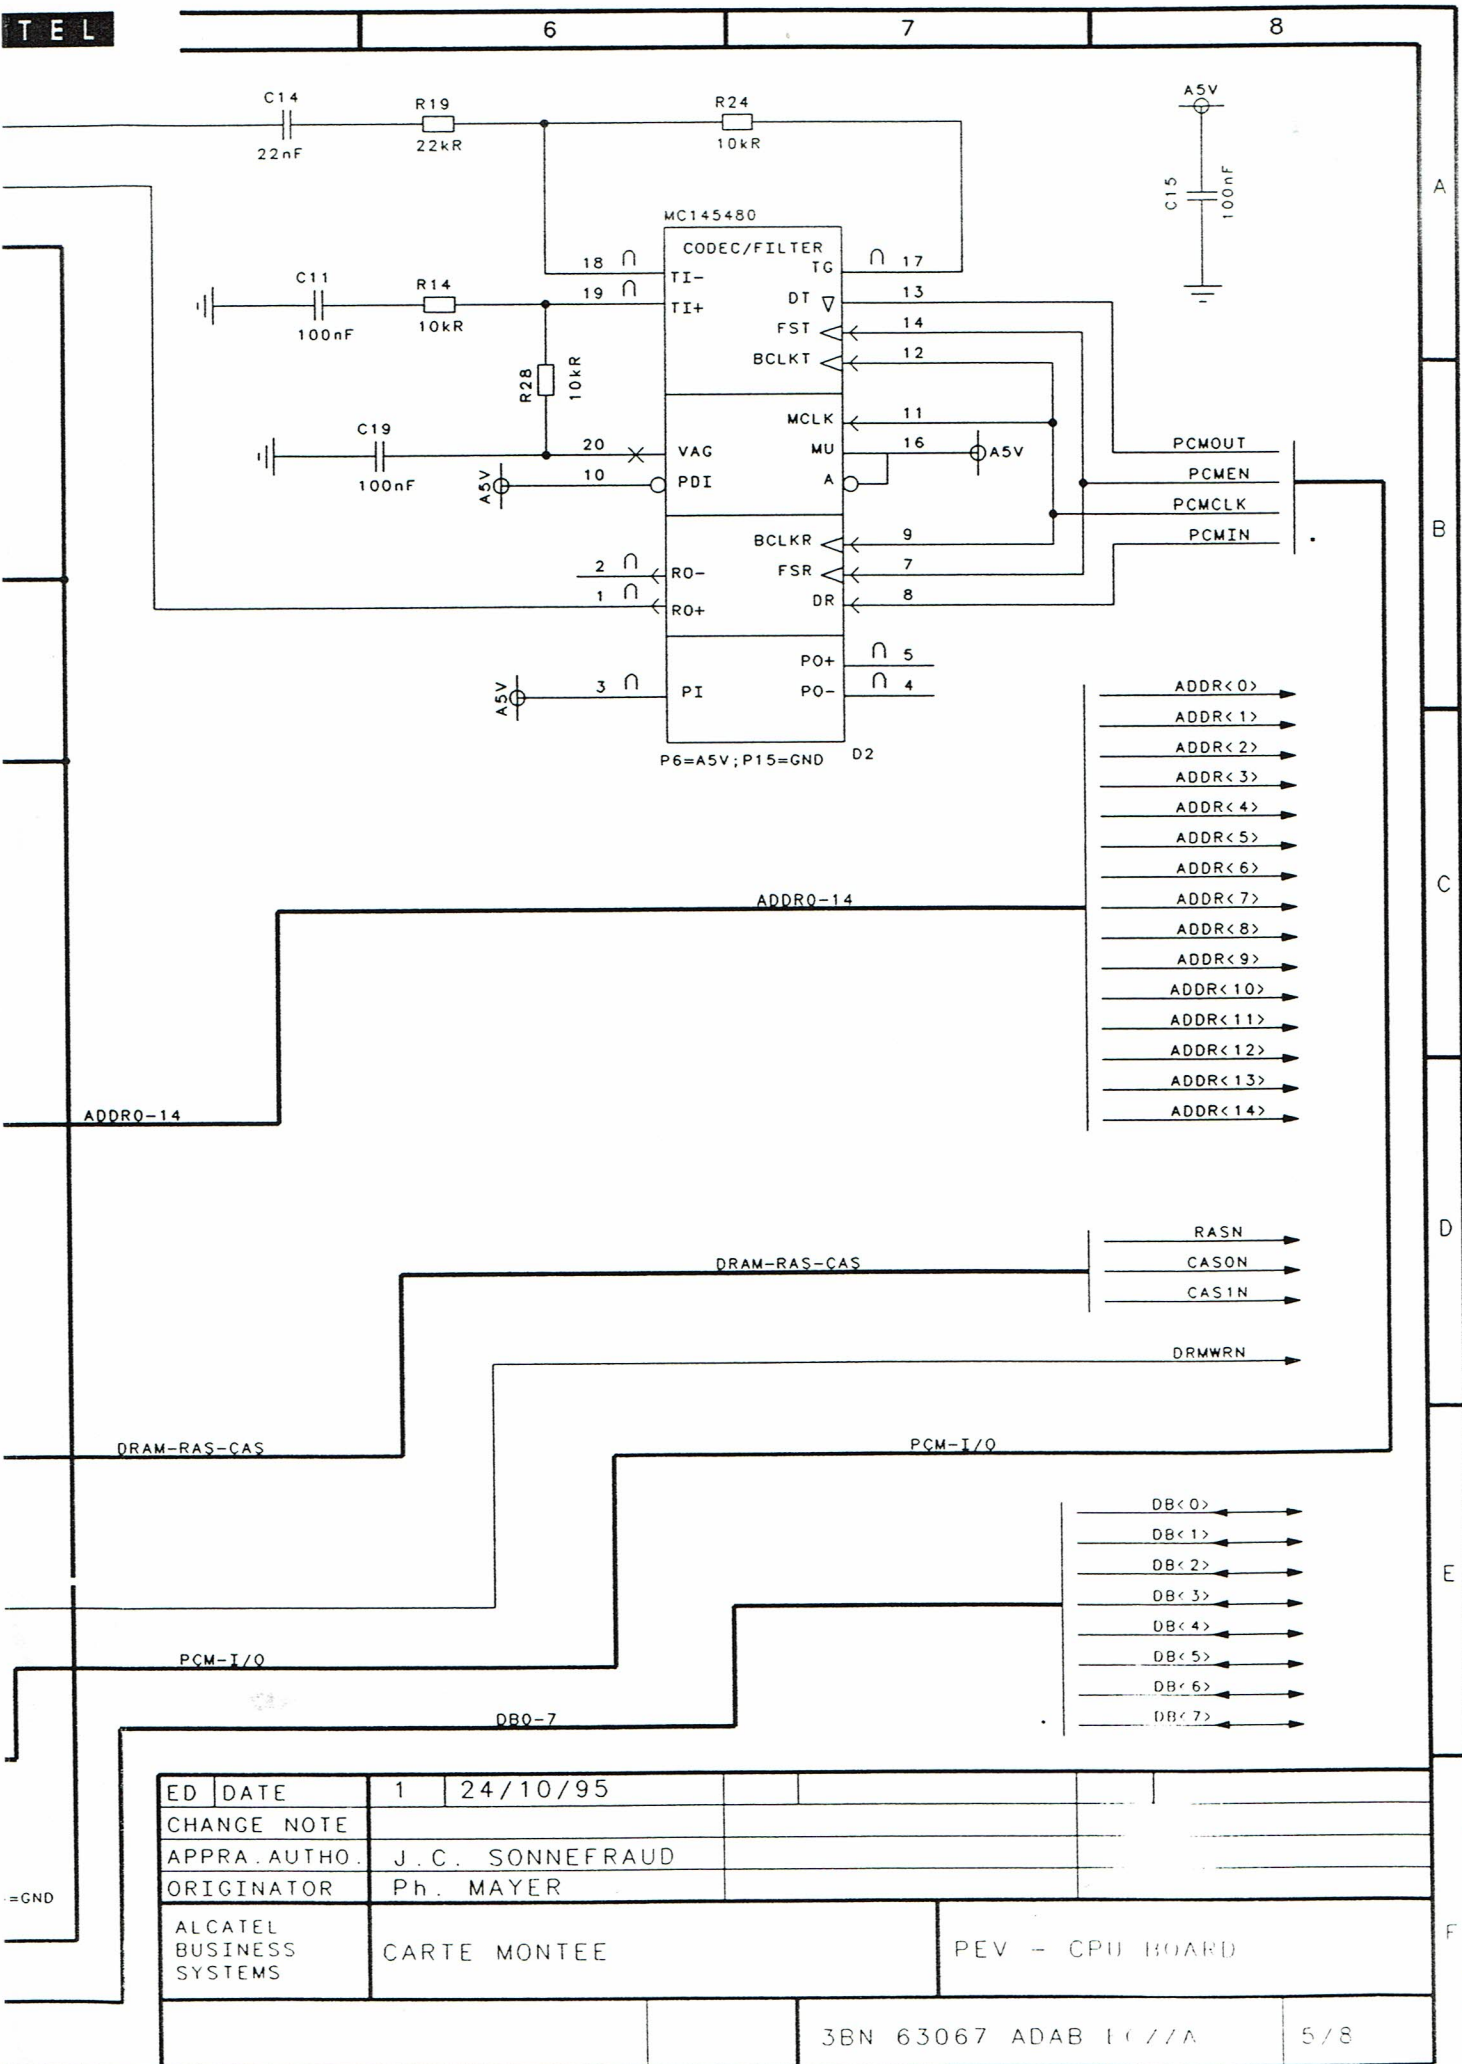 TEL
6 7 8
C14
22nF
R19
22kR
R24
10kR
A5V
C15
100nF
A
MC145480
CODEC/FILTER
18 TI-
TG 17
C11
100nF
R14
10kR
19 TI+
DT 13
FST 14
BCLKT 12
R28
10kR
MCLK 11
C19
100nF
20 VAG
MU 16 A5V
A5V 10 PDI
A
PCMOUT
PCMEN
PCMCLK
PCMIN
B
BCLKR 9
2 RO-
FSR 7
1 RO+
DR 8
PO+ 5
A5V 3 PI
PO- 4
P6=A5V;P15=GND D2
ADDR<0>
ADDR<1>
ADDR<2>
ADDR<3>
ADDR<4>
ADDR<5>
ADDR<6>
ADDR<7>
ADDR<8>
ADDR<9>
ADDR<10>
ADDR<11>
ADDR<12>
ADDR<13>
ADDR<14>
C
ADDR0-14
ADDR0-14
RASN
CAS0N
CAS1N
D
DRAM-RAS-CAS
DRMWRN
DRAM-RAS-CAS
PCM-I/O
DB<0>
DB<1>
DB<2>
DB<3>
DB<4>
DB<5>
DB<6>
DB<7>
E
PCM-I/O
DB0-7
ED DATE 1 24/10/95
CHANGE NOTE
APPRA.AUTHO. J.C. SONNEFRAUD
ORIGINATOR Ph. MAYER
=GND
ALCATEL
BUSINESS
SYSTEMS
CARTE MONTEE
PEV - CPU BOARD
F
3BN 63067 ADAB
5/8